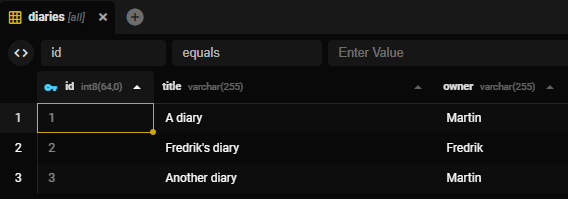 diaries [all]
id equals Enter Value
id int8(64,0) title varchar(255) owner varchar(255)
1 1 A diary Martin
2 2 Fredrik's diary Fredrik
3 3 Another diary Martin